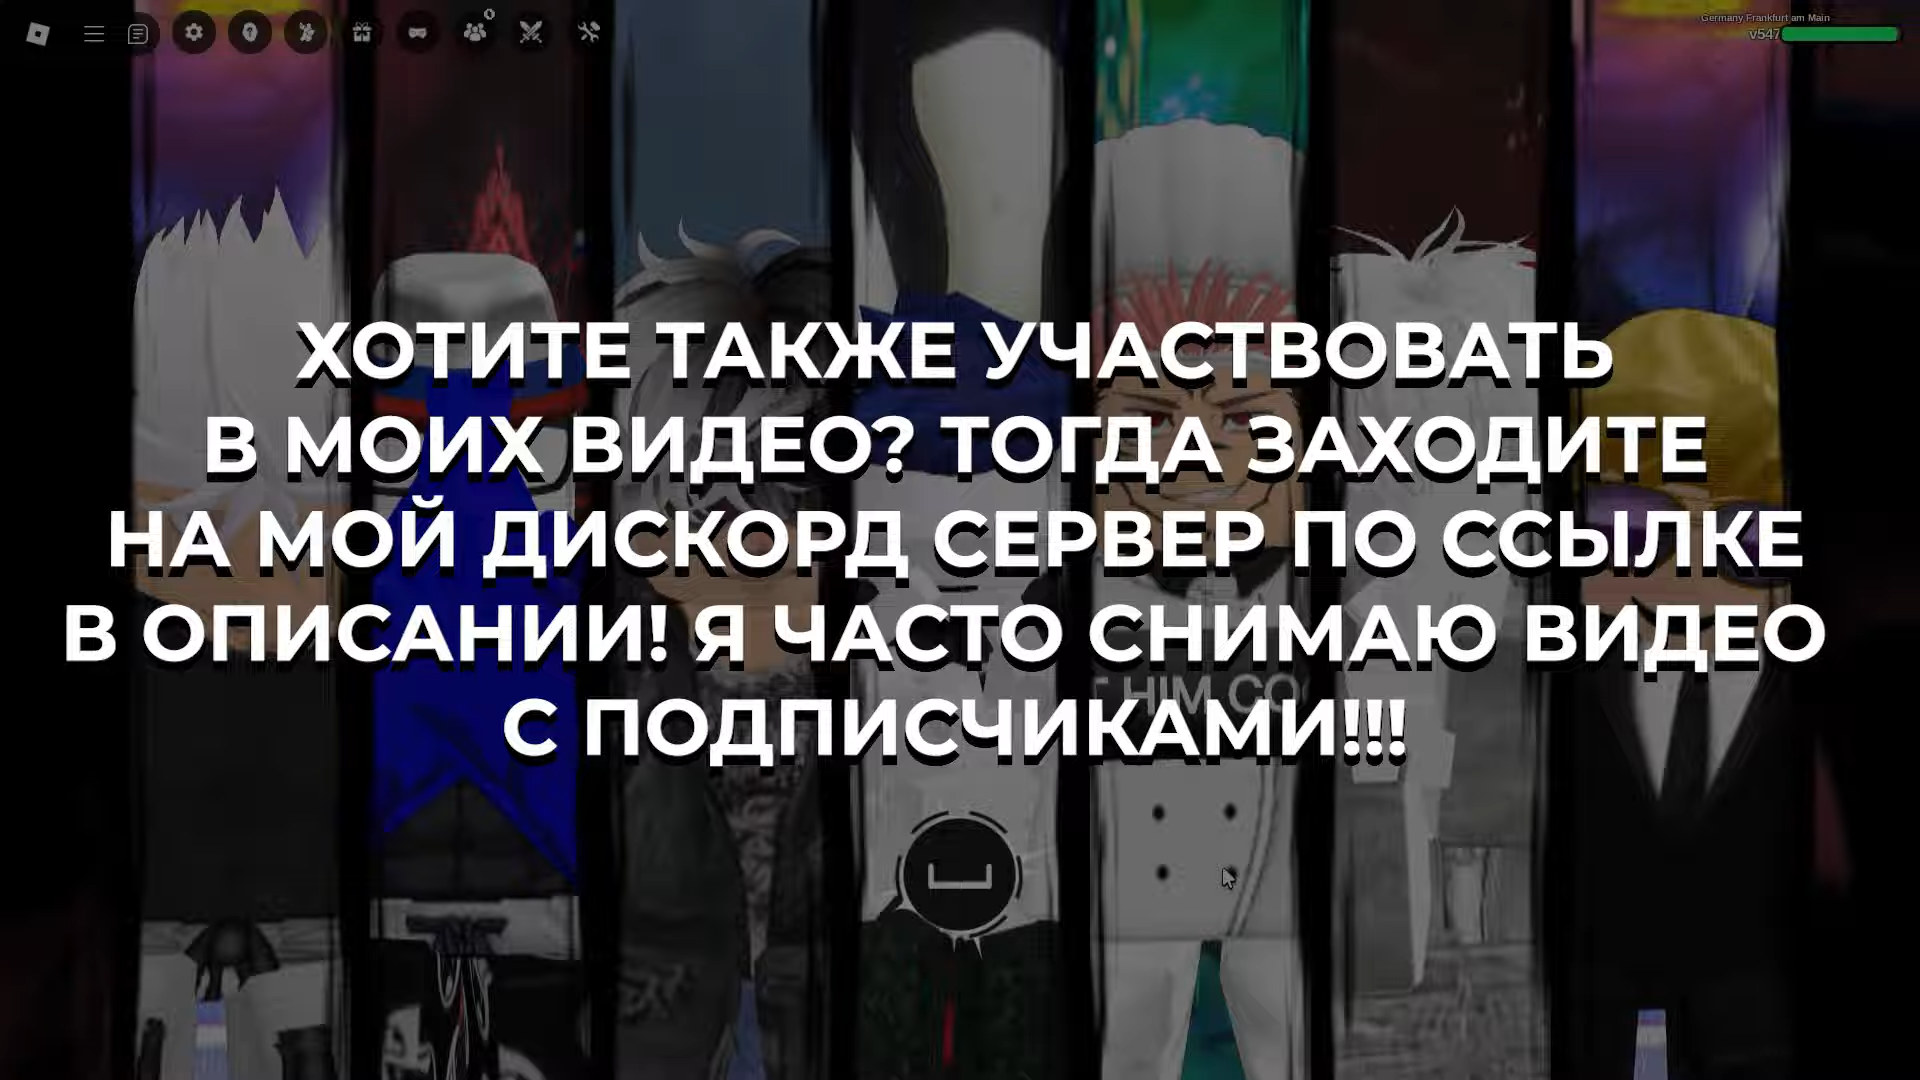 Germany Frankfurt am Main
v547
ХОТИТЕ ТАКЖЕ УЧАСТВОВАТЬ
В МОИХ ВИДЕО? ТОГДА ЗАХОДИТЕ
НА МОЙ ДИСКОРД СЕРВЕР ПО ССЫЛКЕ
В ОПИСАНИИ! Я ЧАСТО СНИМАЮ ВИДЕО
HIM
С ПОДПИСЧИКАМИ!!!